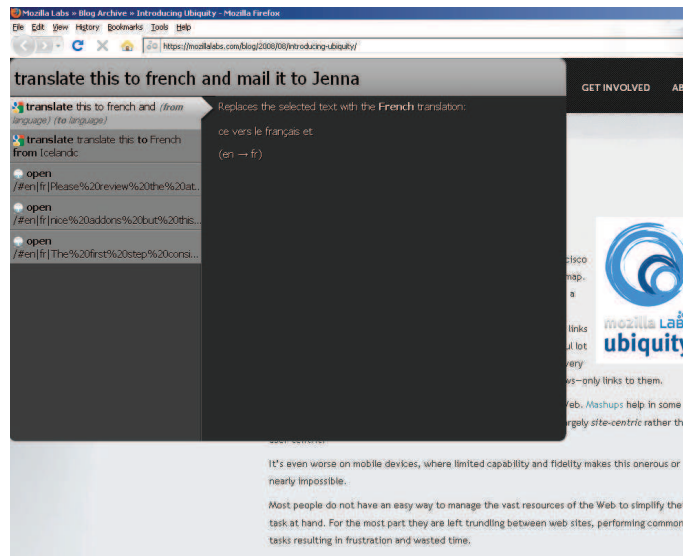 Mozilla Labs » Blog Archive » Introducing Ubiquity - Mozilla Firefox
File Edit View History Bookmarks Tools Help
https://mozillalabs.com/blog/2008/08/introducing-ubiquity/
translate this to french and mail it to Jenna
GET INVOLVED AB
translate this to french and (from
language) (to language)
translate translate this to French
from Icelandic
open
/#en|fr|Please%20review%20the%20at...
open
/#en|fr|nice%20addons%20but%20this...
open
/#en|fr|The%20first%20step%20consi...
Replaces the selected text with the French translation:
ce vers le français et
(en → fr)
cisco
map.
a
links
ul lot
very
ws—only links to them.
mozilla LAB
ubiquity
Web. Mashups help in some
rgely site-centric rather th
It's even worse on mobile devices, where limited capability and fidelity makes this onerous or
nearly impossible.
Most people do not have an easy way to manage the vast resources of the Web to simplify the
task at hand. For the most part they are left trundling between web sites, performing common
tasks resulting in frustration and wasted time.